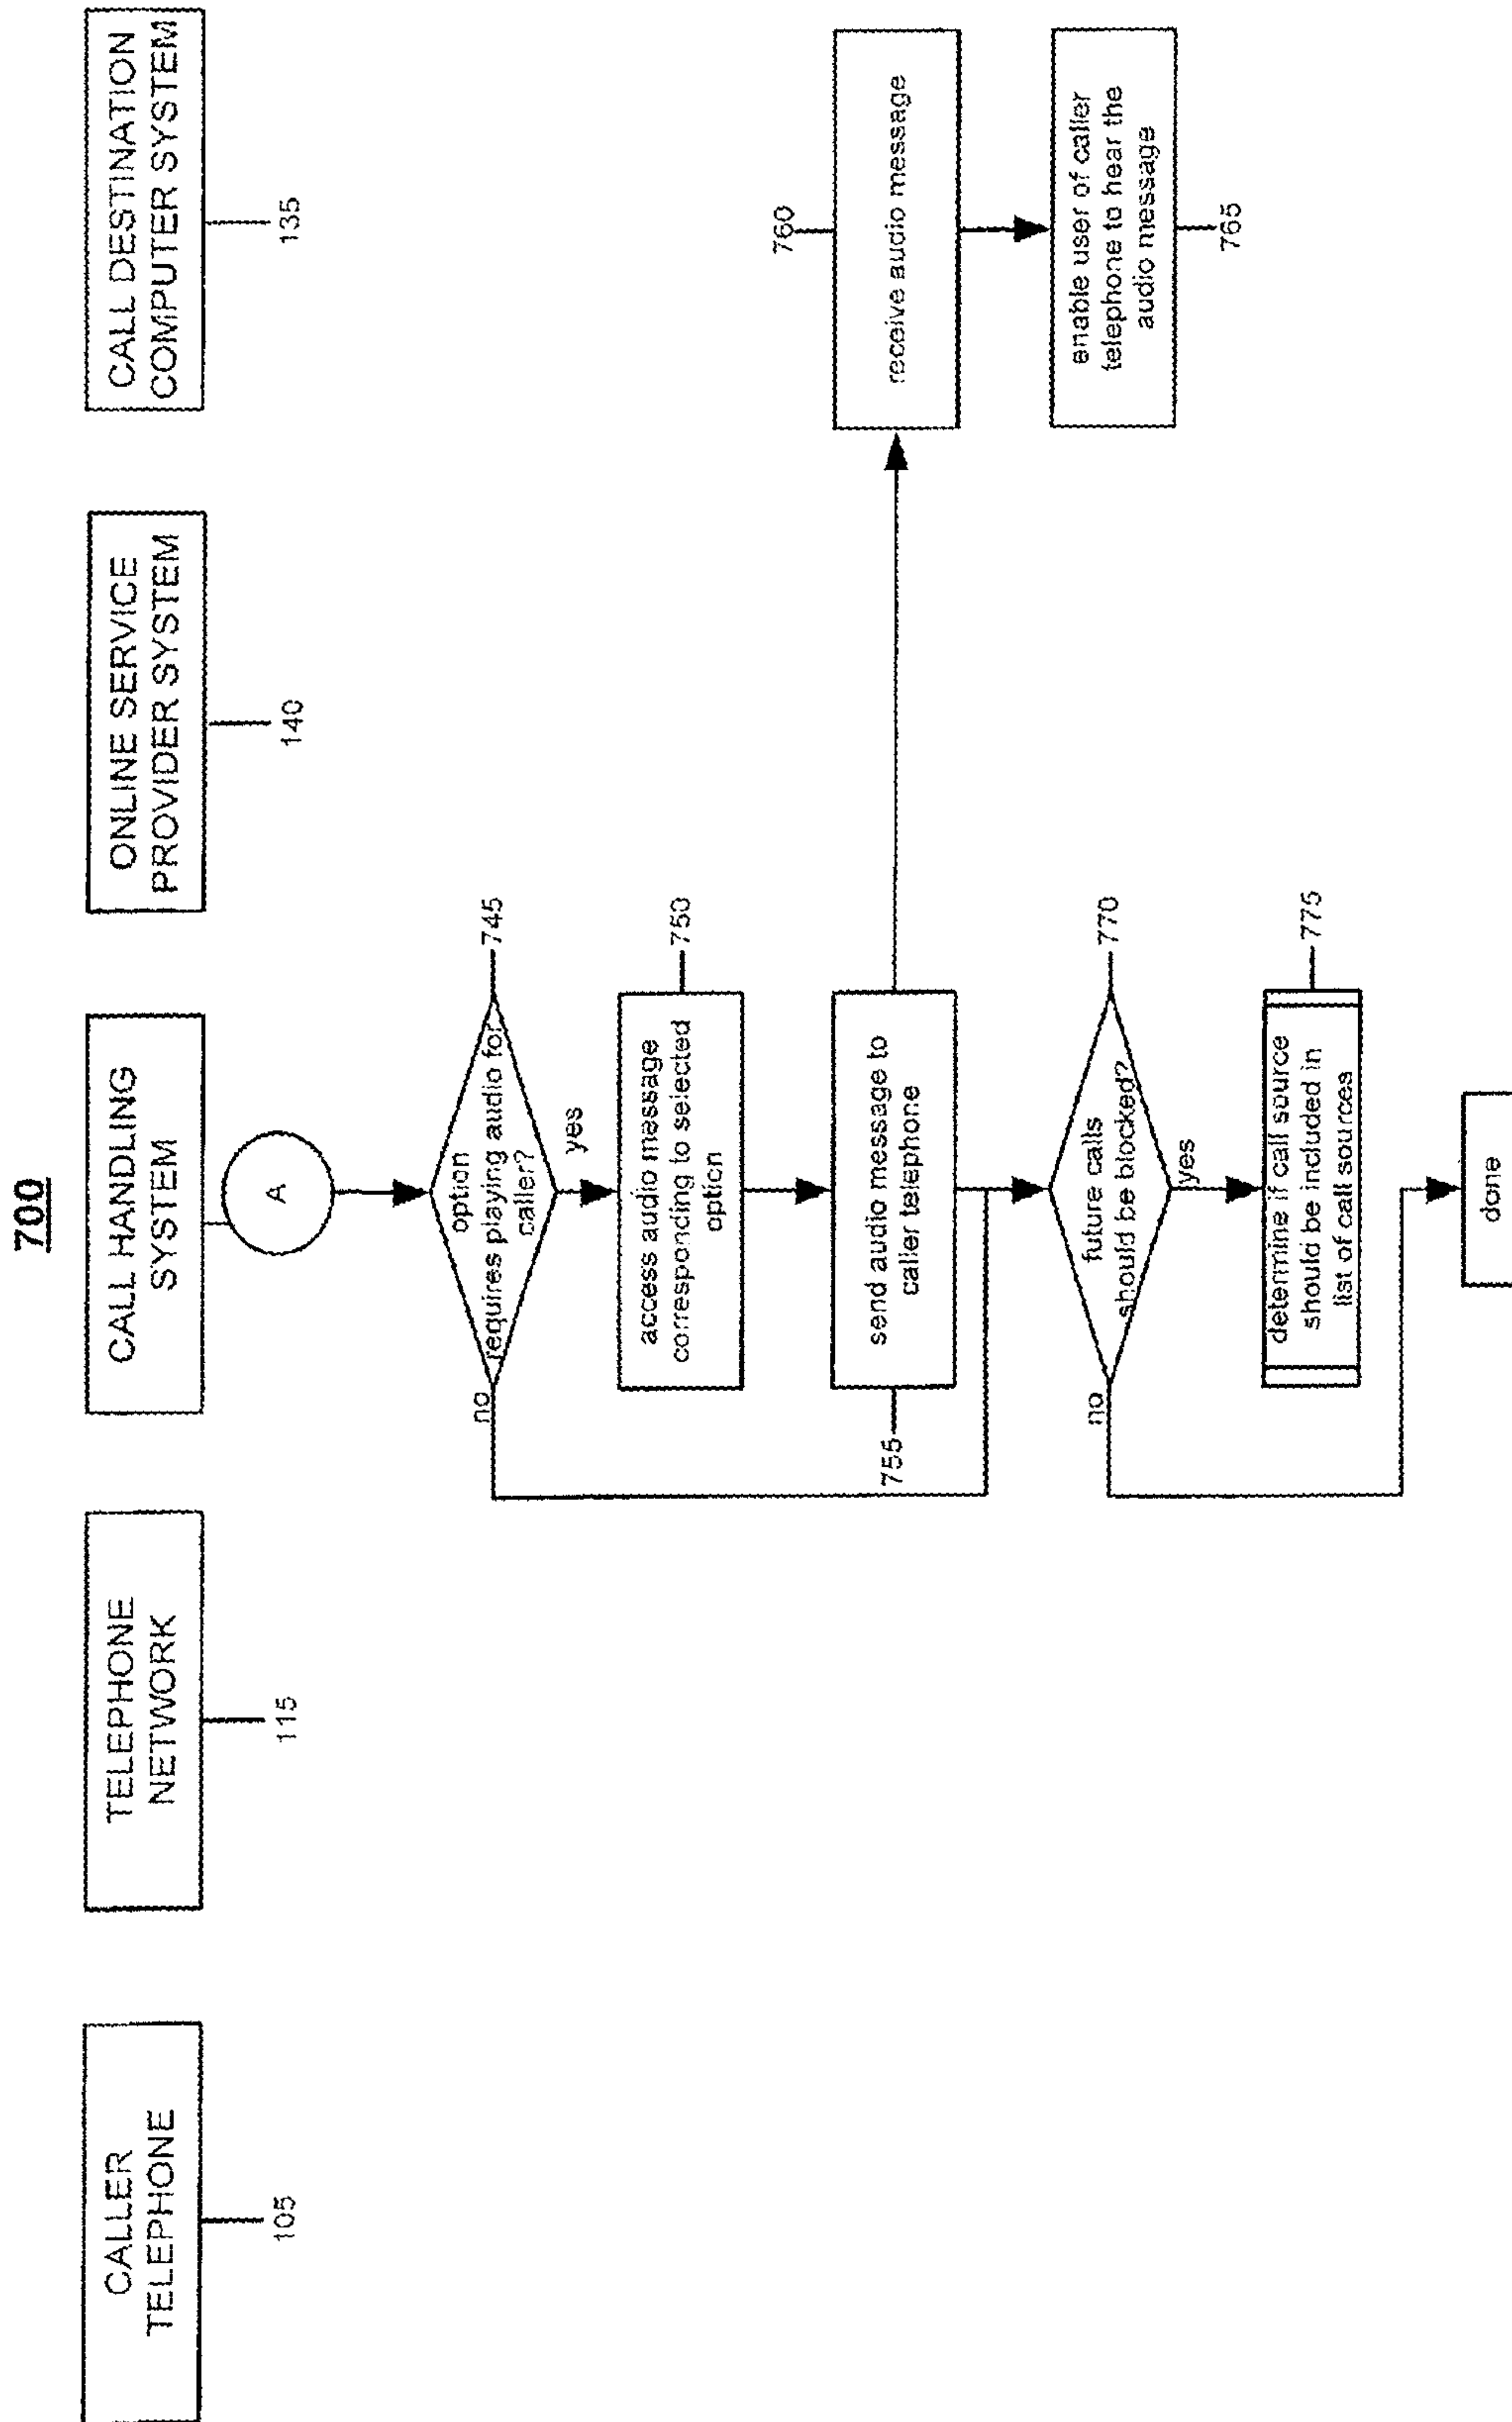 700
CALLER
TELEPHONE
105
TELEPHONE
NETWORK
115
CALL HANDLING
SYSTEM
ONLINE SERVICE
PROVIDER SYSTEM
140
CALL DESTINATION
COMPUTER SYSTEM
135
A
option
requires playing audio for
caller?
745
no
yes
access audio message
corresponding to selected
option
750
send audio message to
caller telephone
755
760
receive audio message
enable user of caller
telephone to hear the
audio message
765
future calls
should be blocked?
770
no
yes
determine if call source
should be included in
list of call sources
775
done